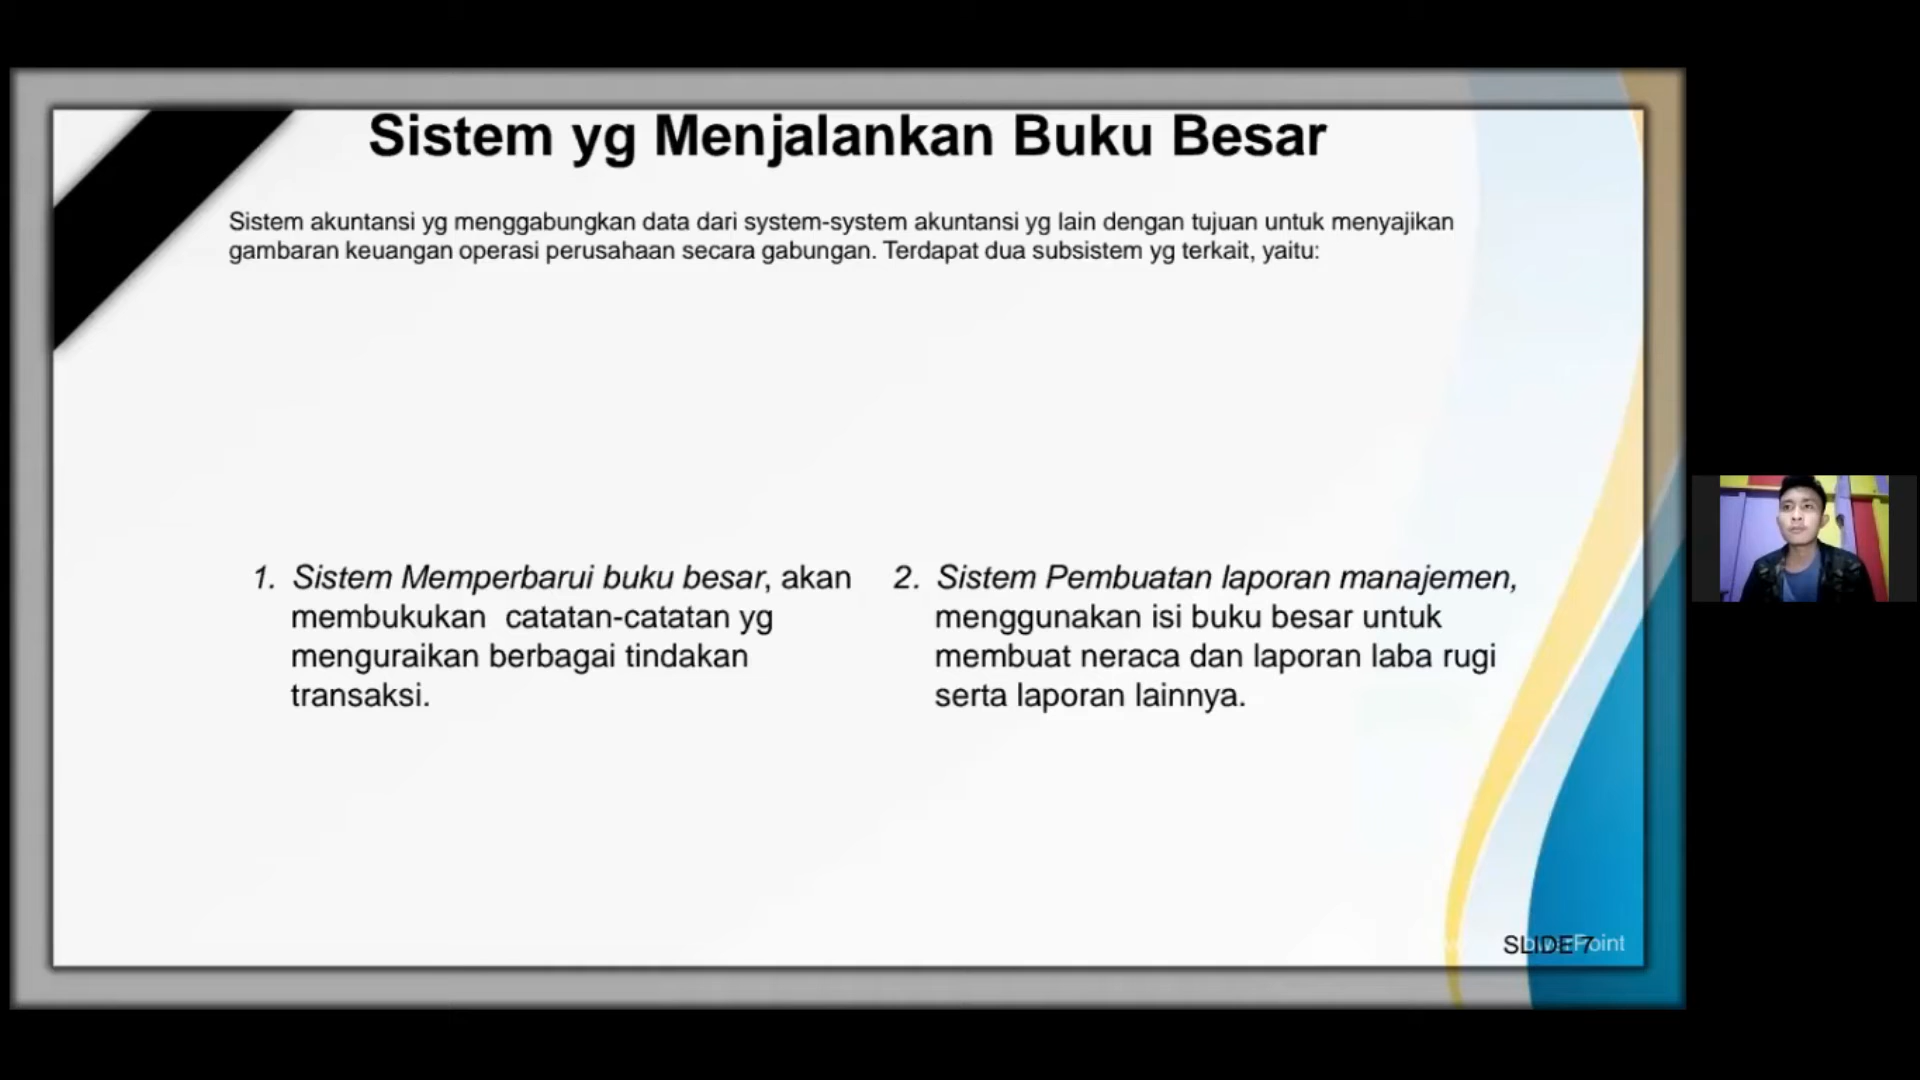 Sistem yg Menjalankan Buku Besar
Sistem akuntansi yg menggabungkan data dari system-system akuntansi yg lain dengan tujuan untuk menyajikan
gambaran keuangan operasi perusahaan secara gabungan. Terdapat dua subsistem yg terkait, yaitu:
1. Sistem Memperbarui buku besar, akan
membukukan  catatan-catatan yg
menguraikan berbagai tindakan
transaksi.
2. Sistem Pembuatan laporan manajemen,
menggunakan isi buku besar untuk
membuat neraca dan laporan laba rugi
serta laporan lainnya.
SLIDE 7